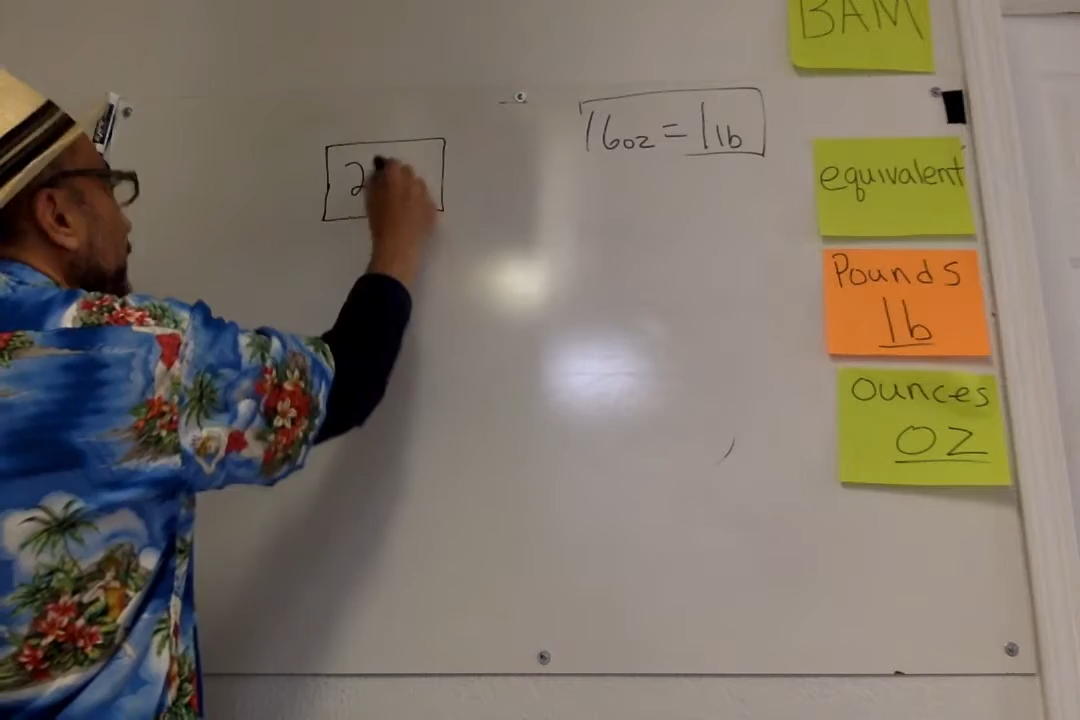 BAM
16oz = 1lb
2
equivalent
Pounds
lb
ounces
oz